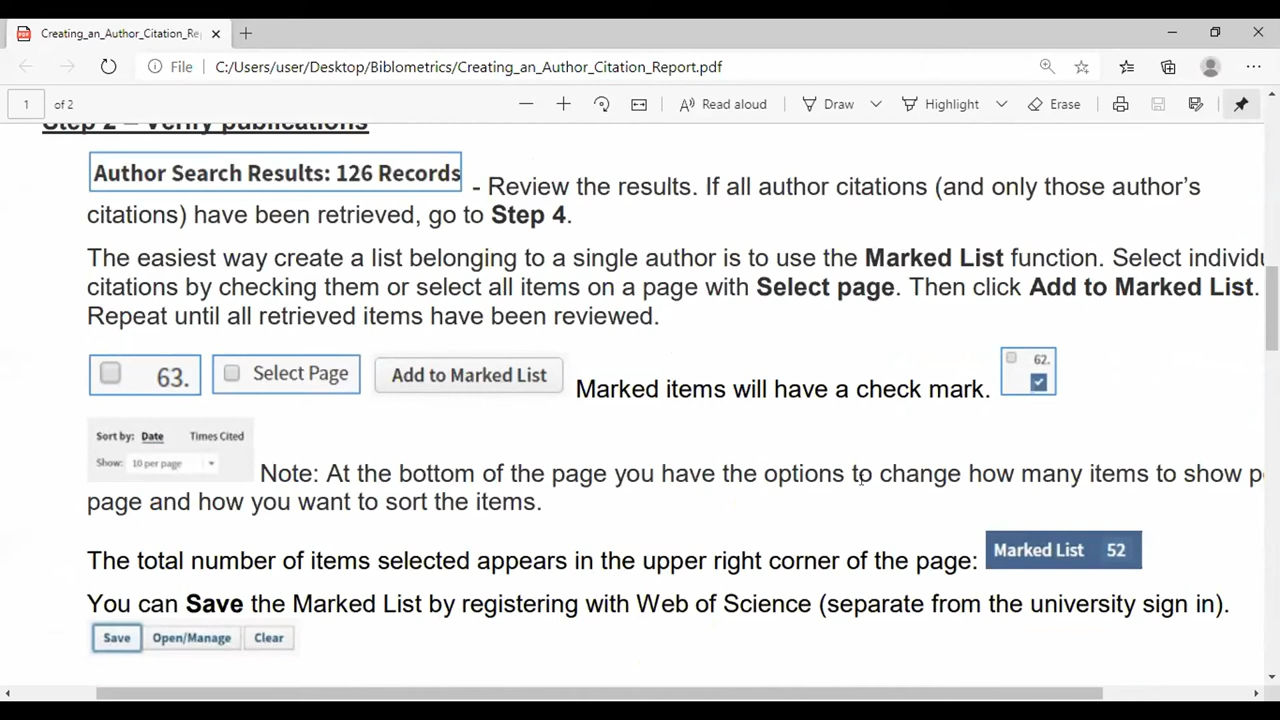 Creating_an_Author_Citation_Re
File C:/Users/user/Desktop/Biblometrics/Creating_an_Author_Citation_Report.pdf
1 of 2 Read aloud Draw Highlight Erase
Step 2 – Verify publications
Author Search Results: 126 Records - Review the results. If all author citations (and only those author’s
citations) have been retrieved, go to Step 4.
The easiest way create a list belonging to a single author is to use the Marked List function. Select individu
citations by checking them or select all items on a page with Select page. Then click Add to Marked List.
Repeat until all retrieved items have been reviewed.
63. Select Page Add to Marked List Marked items will have a check mark. 62.
Sort by: Date Times Cited
Show: 10 per page
Note: At the bottom of the page you have the options to change how many items to show p
page and how you want to sort the items.
The total number of items selected appears in the upper right corner of the page: Marked List 52
You can Save the Marked List by registering with Web of Science (separate from the university sign in).
Save Open/Manage Clear